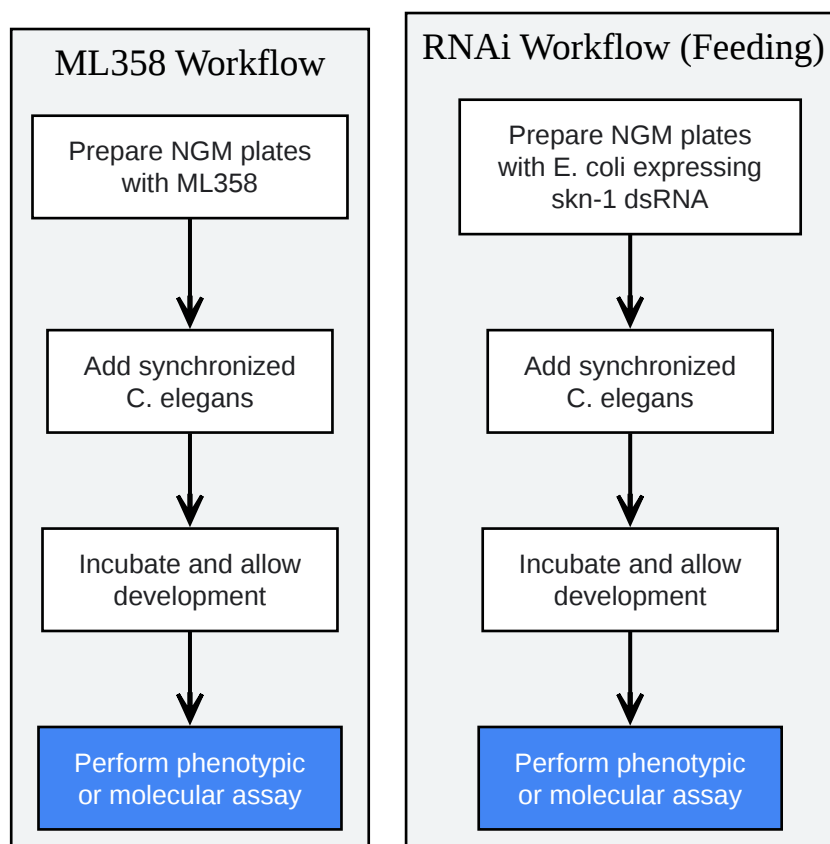 ML358 Workflow
Prepare NGM plates
with ML358
Add synchronized
C. elegans
Incubate and allow
development
Perform phenotypic
or molecular assay
RNAi Workflow (Feeding)
Prepare NGM plates
with E. coli expressing
skn-1 dsRNA
Add synchronized
C. elegans
Incubate and allow
development
Perform phenotypic
or molecular assay